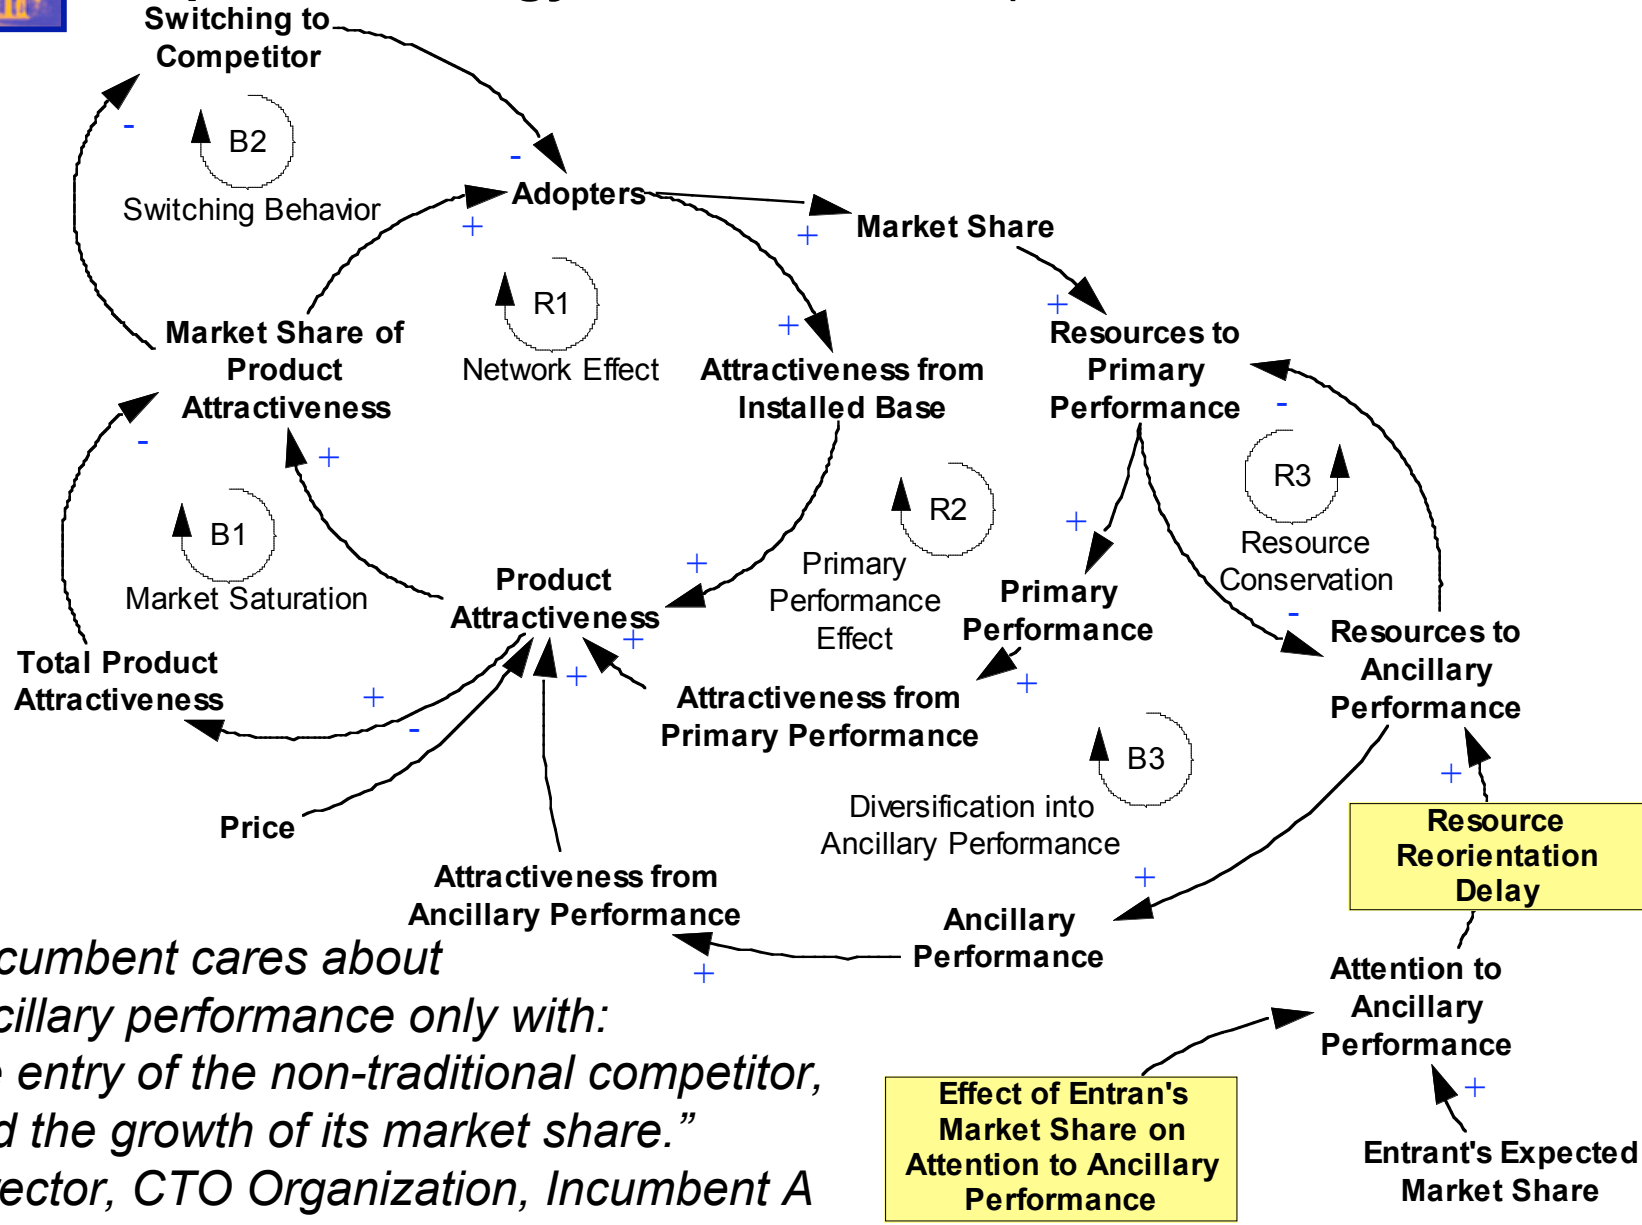 Switching to
Competitor
-
B2
Switching Behavior
-
Adopters
+
+
Market Share
R1
Network Effect
+
+
Market Share of
Product
Attractiveness
Attractiveness from
Installed Base
Resources to
Primary
Performance
-
-
+
B1
Market Saturation
R2
Primary
Performance
Effect
+
R3
Resource
Conservation
-
+
Product
Attractiveness
+
+
Primary
Performance
+
Resources to
Ancillary
Performance
Total Product
Attractiveness
+
-
Attractiveness from
Primary Performance
B3
Diversification into
Ancillary Performance
+
+
Price
Resource
Reorientation
Delay
Attractiveness from
Ancillary Performance
+
Ancillary
Performance
Attention to
Ancillary
Performance
+
Effect of Entran's
Market Share on
Attention to Ancillary
Performance
Entrant's Expected
Market Share
cumbent cares about
cillary performance only with:
e entry of the non-traditional competitor,
d the growth of its market share.”
ector, CTO Organization, Incumbent A